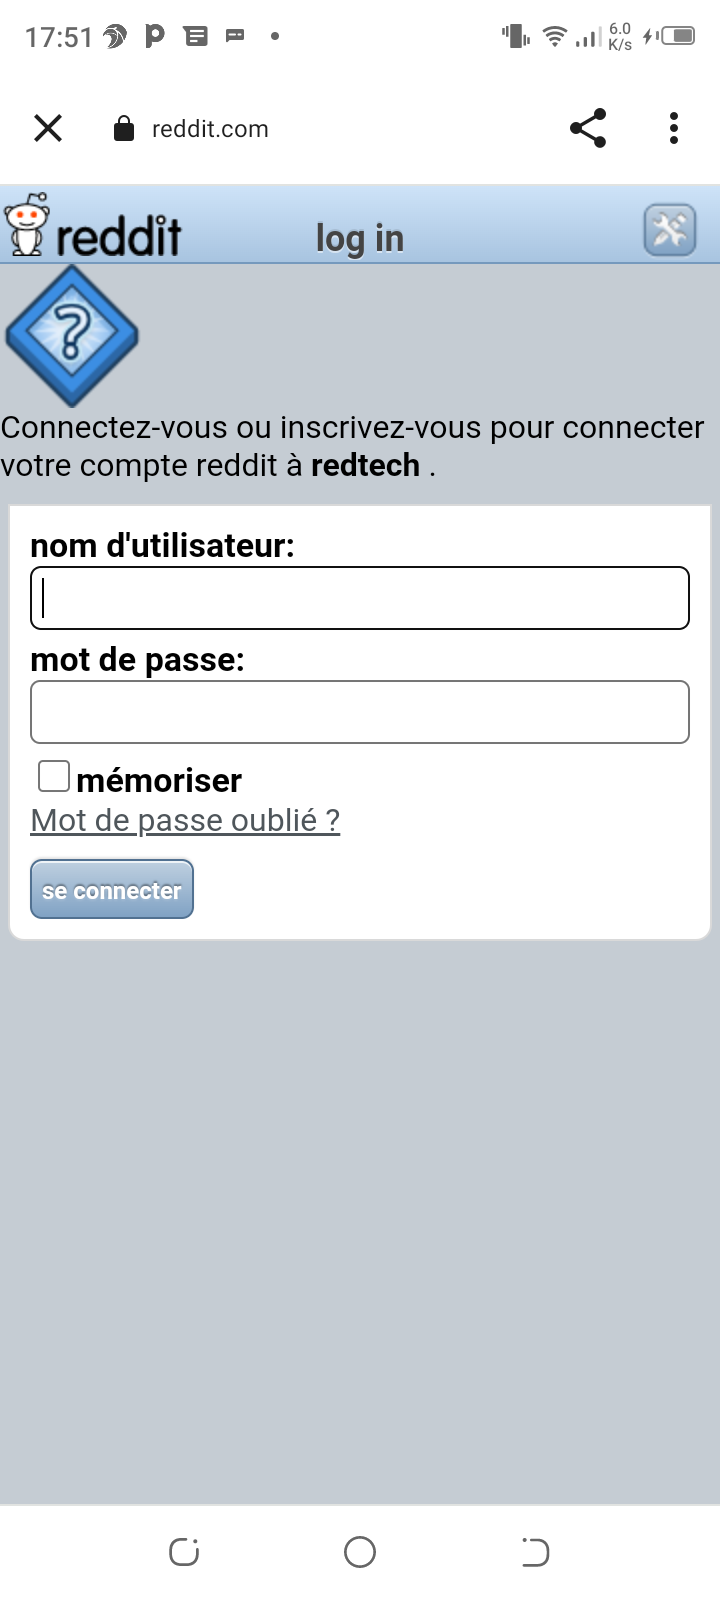 17:51
6.0
K/s
reddit.com
reddit
log in
Connectez-vous ou inscrivez-vous pour connecter
votre compte reddit à redtech .
nom d'utilisateur:
mot de passe:
mémoriser
Mot de passe oublié ?
se connecter